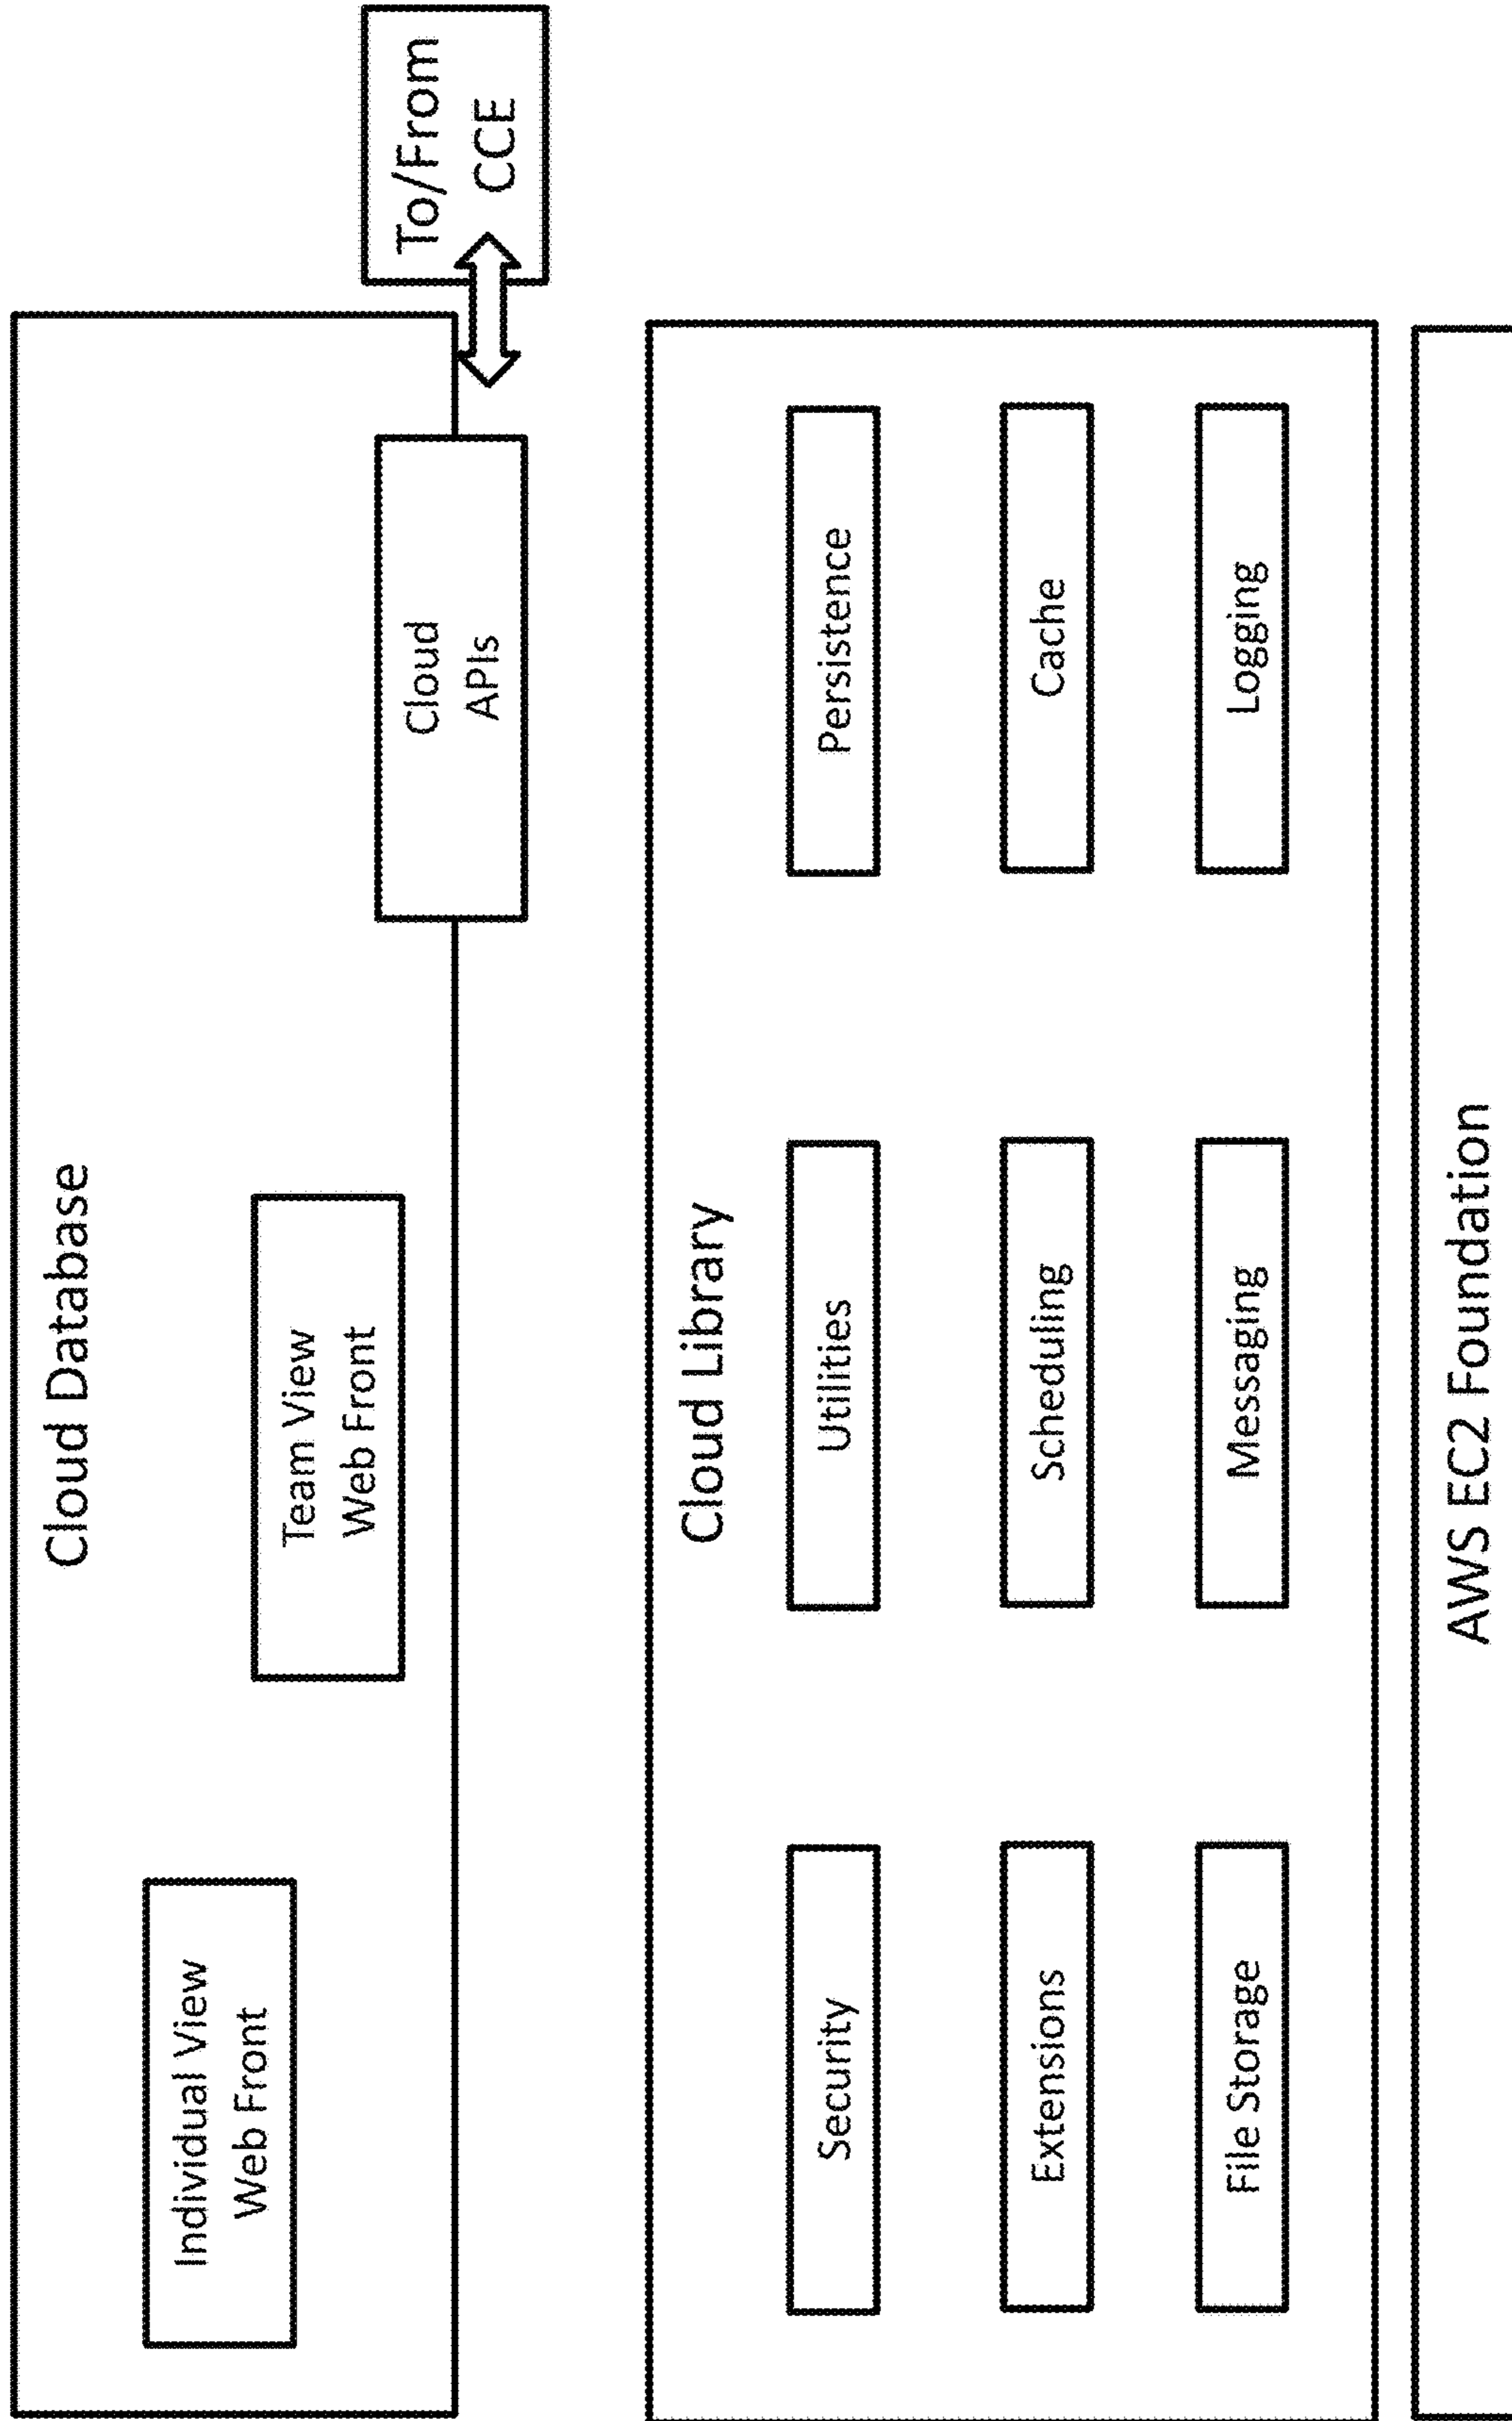 Cloud Database
Individual View
Web Front
Team View
Web Front
Cloud
APIs
To/From
CCE
Cloud Library
Security
Utilities
Persistence
Extensions
Scheduling
Cache
File Storage
Messaging
Logging
AWS EC2 Foundation